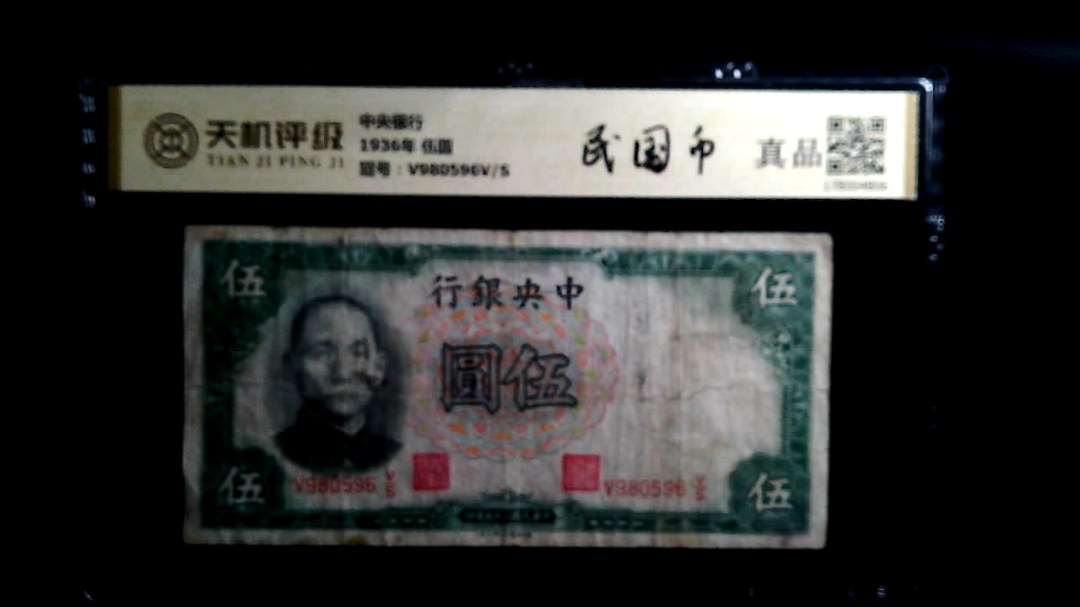 天机评级
TIAN JI PING JI
中央银行
1936年 伍圆
冠号：V980596V/S
民国币
真品
行銀央中
伍
伍
圓伍
V980596 V/S
V980596 V/S
伍
伍